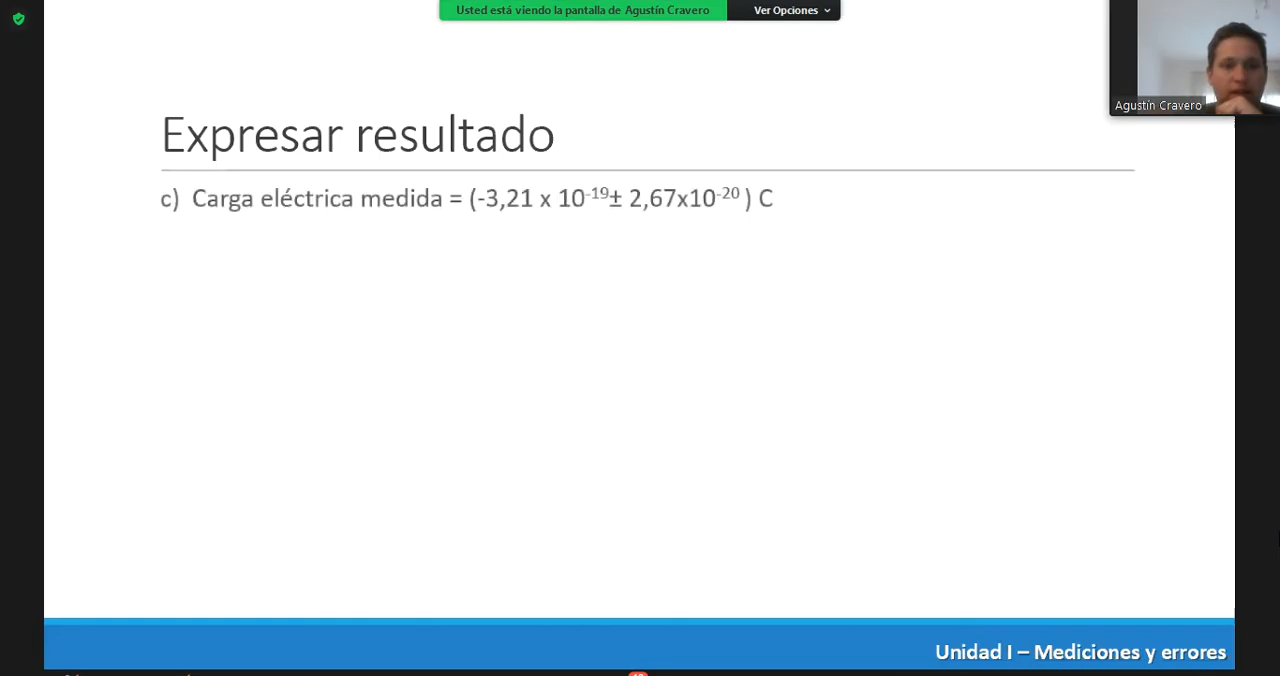 Usted está viendo la pantalla de Agustín Cravero
Ver Opciones
Agustín Cravero
Expresar resultado
c) Carga eléctrica medida = (-3,21 x 10⁻¹⁹± 2,67x10⁻²⁰ ) C
Unidad I – Mediciones y errores